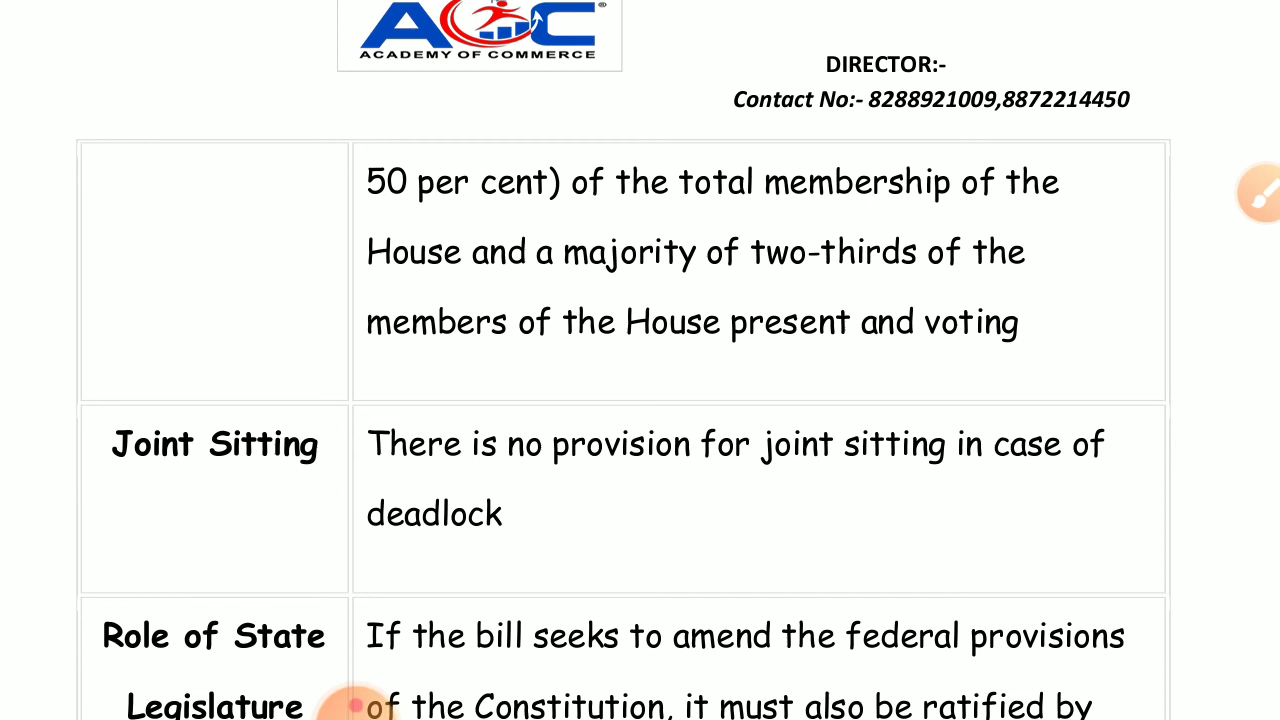 AOC
ACADEMY OF COMMERCE
DIRECTOR:-
Contact No:- 8288921009,8872214450
50 per cent) of the total membership of the
House and a majority of two-thirds of the
members of the House present and voting
Joint Sitting
There is no provision for joint sitting in case of
deadlock
Role of State
Legislature
If the bill seeks to amend the federal provisions
of the Constitution, it must also be ratified by